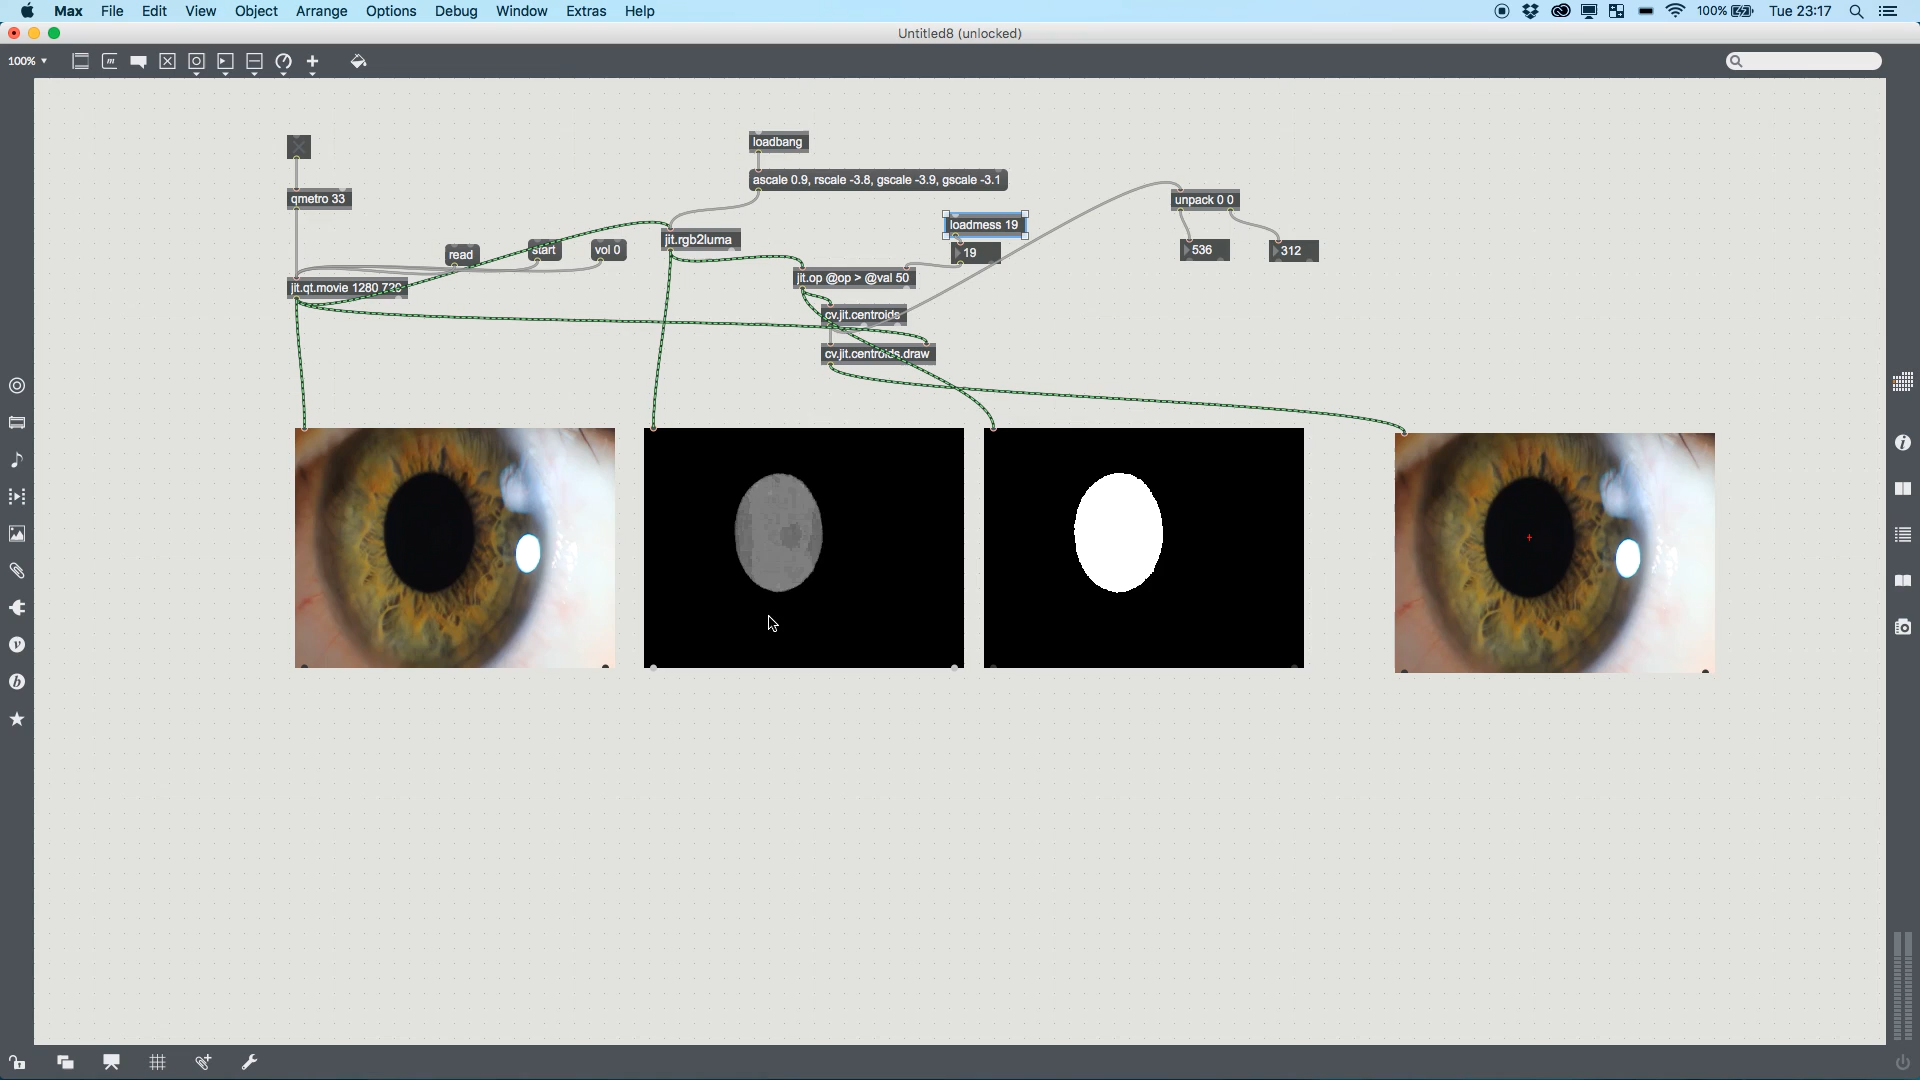 Max File Edit View Object Arrange Options Debug Window Extras Help 100% Tue 23:17
Untitled8 (unlocked)
100%
loadbang
ascale 0.9, rscale -3.8, gscale -3.9, gscale -3.1
qmetro 33
unpack 0 0
loadmess 19
jit.rgb2luma
read
start
vol 0
19
536
312
jit.op @op > @val 50
jit.qt.movie 1280 720
cv.jit.centroids
cv.jit.centroids.draw